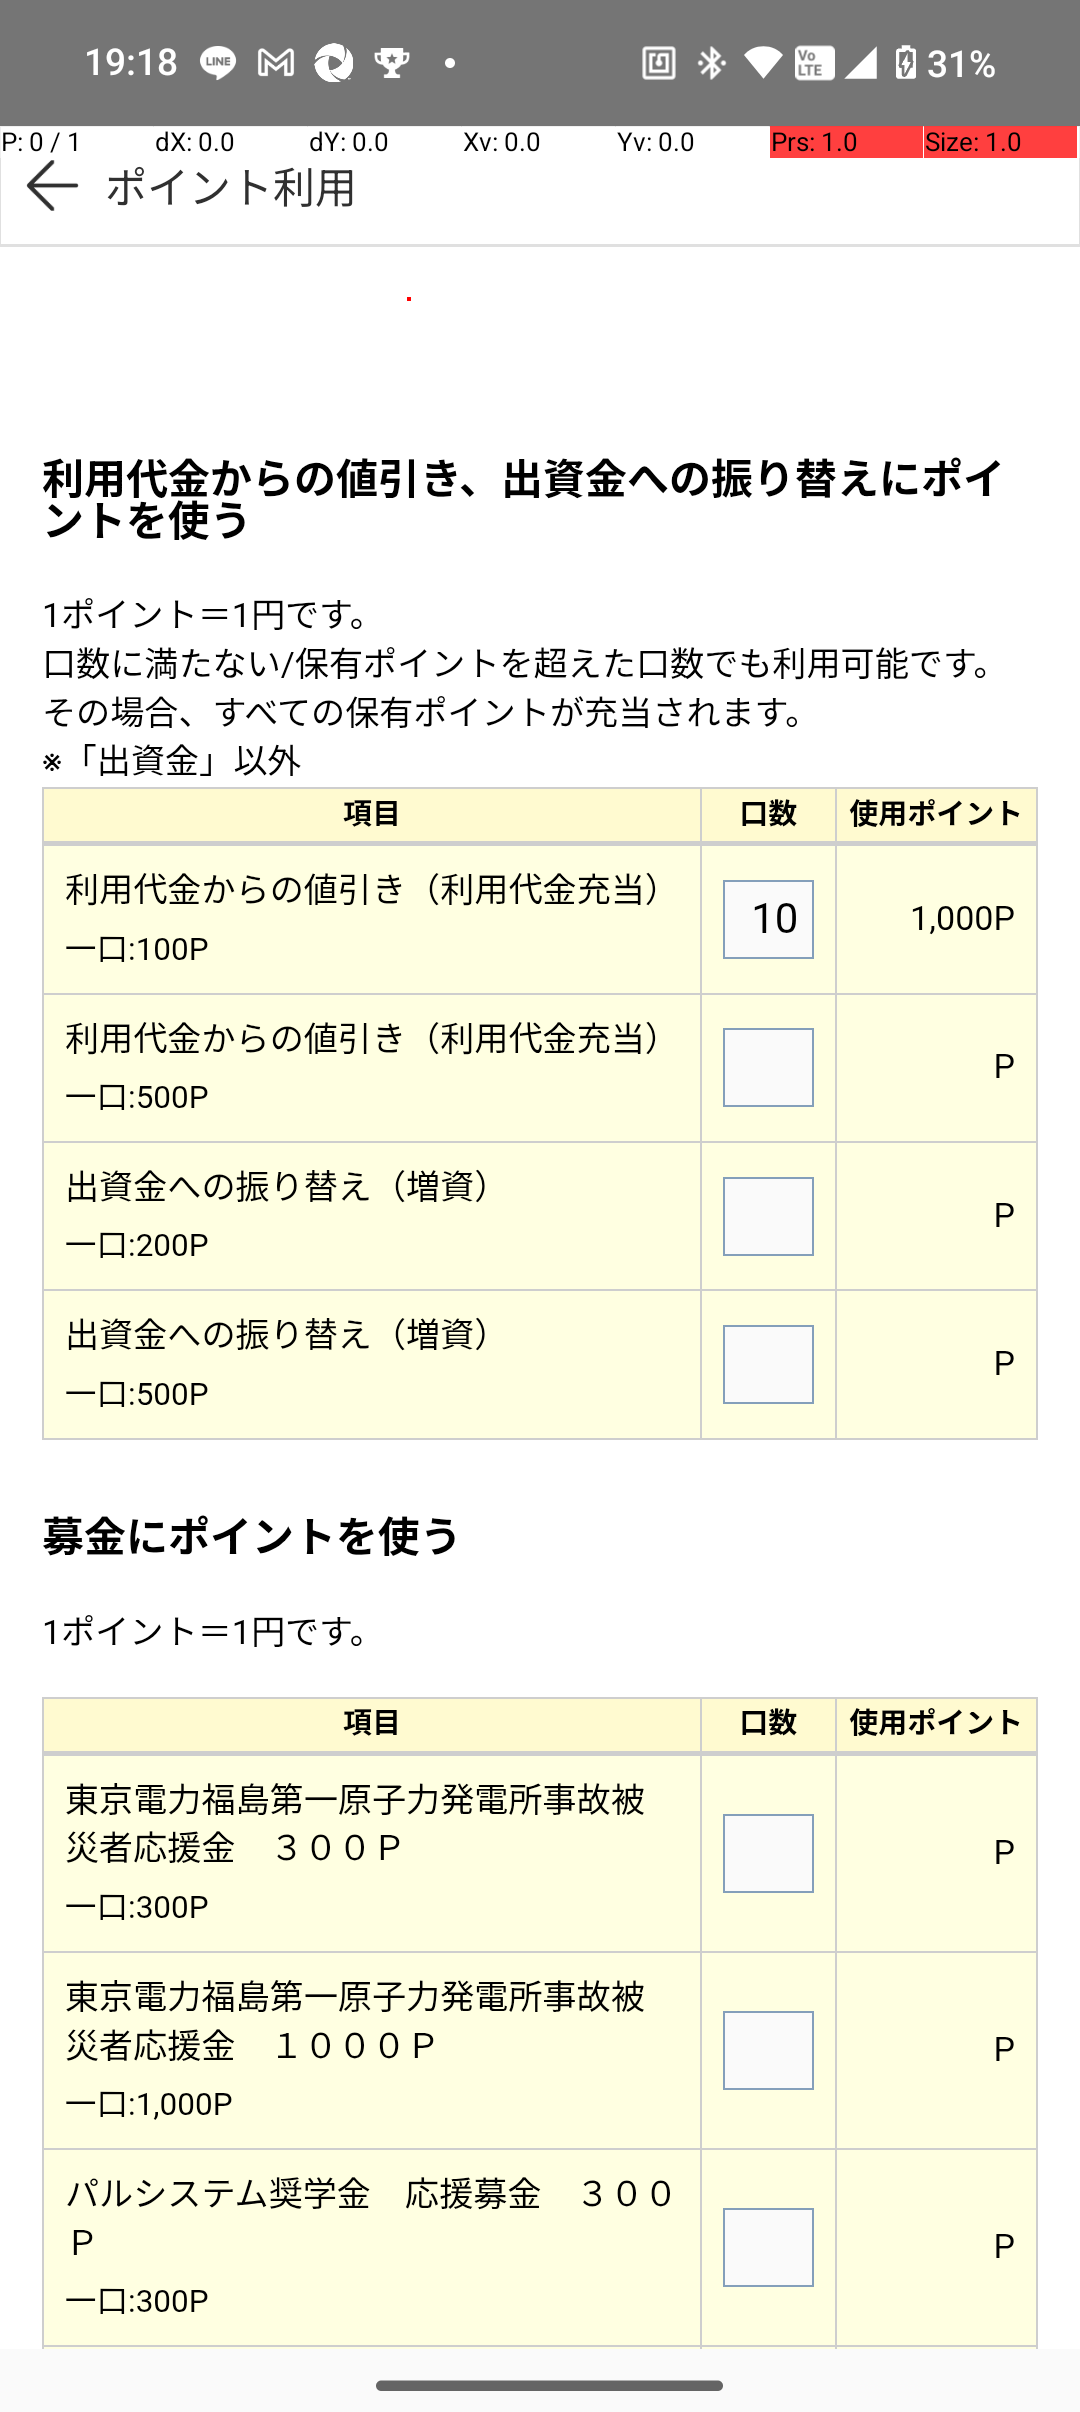 19:18 LINE VoLTE 31%
P: 0 / 1 dX: 0.0 dY: 0.0 Xv: 0.0 Yv: 0.0 Prs: 1.0 Size: 1.0
ポイント利用
利用代金からの値引き、出資金への振り替えにポイ
ントを使う
1ポイント＝1円です。
口数に満たない/保有ポイントを超えた口数でも利用可能です。
その場合、すべての保有ポイントが充当されます。
※「出資金」以外
項目 口数 使用ポイント
利用代金からの値引き（利用代金充当）
一口:100P
10 1,000P
利用代金からの値引き（利用代金充当）
一口:500P
P
出資金への振り替え（増資）
一口:200P
P
出資金への振り替え（増資）
一口:500P
P
募金にポイントを使う
1ポイント＝1円です。
項目 口数 使用ポイント
東京電力福島第一原子力発電所事故被
災者応援金　３００Ｐ
一口:300P
P
東京電力福島第一原子力発電所事故被
災者応援金　１０００Ｐ
一口:1,000P
P
パルシステム奨学金　応援募金　３００
Ｐ
一口:300P
P